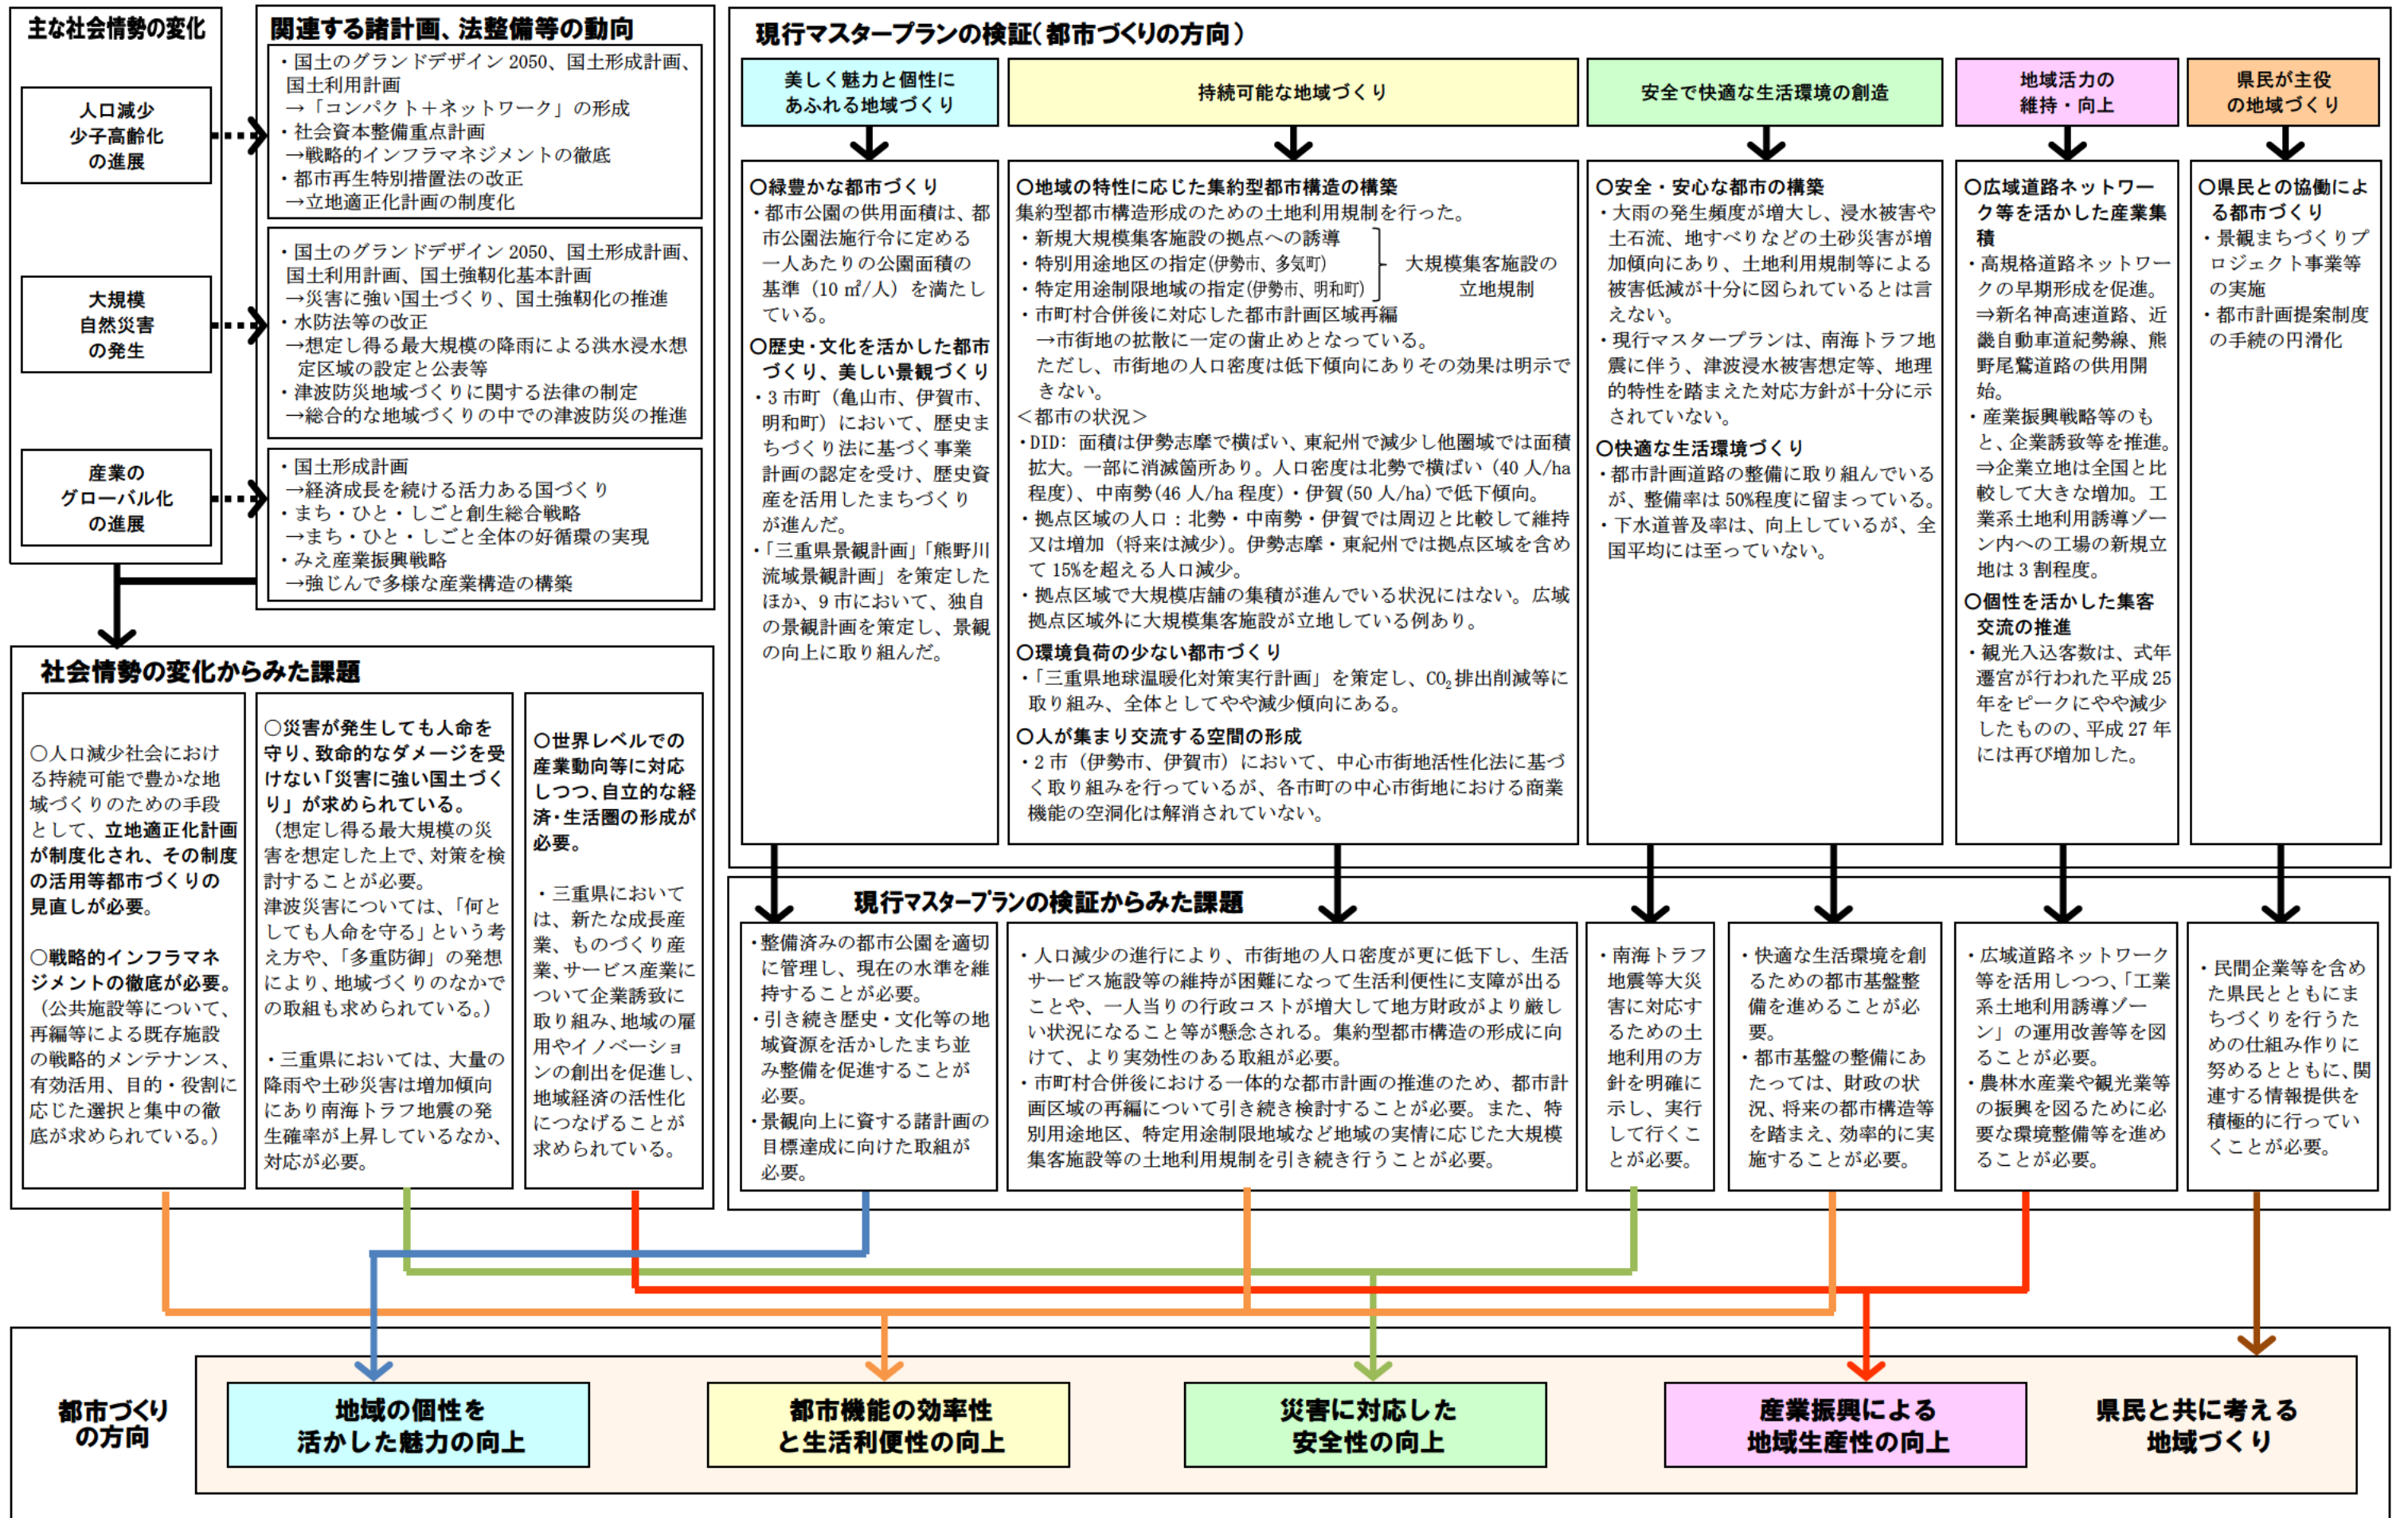 主な社会情勢の変化
人口減少
少子高齢化
の進展
大規模
自然災害
の発生
産業の
グローバル化
の進展
関連する諸計画、法整備等の動向
・国土のグランドデザイン 2050、国土形成計画、
国土利用計画
→「コンパクト＋ネットワーク」の形成
・社会資本整備重点計画
→戦略的インフラマネジメントの徹底
・都市再生特別措置法の改正
→立地適正化計画の制度化
・国土のグランドデザイン 2050、国土形成計画、
国土利用計画、国土強靱化基本計画
→災害に強い国土づくり、国土強靱化の推進
・水防法等の改正
→想定し得る最大規模の降雨による洪水浸水想
定区域の設定と公表等
・津波防災地域づくりに関する法律の制定
→総合的な地域づくりの中での津波防災の推進
・国土形成計画
→経済成長を続ける活力ある国づくり
・まち・ひと・しごと創生総合戦略
→まち・ひと・しごと全体の好循環の実現
・みえ産業振興戦略
→強じんで多様な産業構造の構築
社会情勢の変化からみた課題
〇人口減少社会におけ
る持続可能で豊かな地
域づくりのための手段
として、立地適正化計画
が制度化され、その制度
の活用等都市づくりの
見直しが必要。
〇戦略的インフラマネ
ジメントの徹底が必要。
（公共施設等について、
再編等による既存施設
の戦略的メンテナンス、
有効活用、目的・役割に
応じた選択と集中の徹
底が求められている。）
〇災害が発生しても人命を
守り、致命的なダメージを受
けない「災害に強い国土づく
り」が求められている。
（想定し得る最大規模の災
害を想定した上で、対策を検
討することが必要。
津波災害については、「何と
しても人命を守る」という考
え方や、「多重防御」の発想
により、地域づくりのなかで
の取組も求められている。）
・三重県においては、大量の
降雨や土砂災害は増加傾向
にあり南海トラフ地震の発
生確率が上昇しているなか、
対応が必要。
〇世界レベルでの
産業動向等に対応
しつつ、自立的な経
済・生活圏の形成が
必要。
・三重県において
は、新たな成長産
業、ものづくり産
業、サービス産業に
ついて企業誘致に
取り組み、地域の雇
用やイノベーショ
ンの創出を促進し、
地域経済の活性化
につなげることが
求められている。
現行マスタープランの検証（都市づくりの方向）
美しく魅力と個性に
あふれる地域づくり
〇緑豊かな都市づくり
・都市公園の供用面積は、都
市公園法施行令に定める
一人あたりの公園面積の
基準（10 ㎡/人）を満たし
ている。
〇歴史・文化を活かした都市
づくり、美しい景観づくり
・3 市町（亀山市、伊賀市、
明和町）において、歴史ま
ちづくり法に基づく事業
計画の認定を受け、歴史資
産を活用したまちづくり
が進んだ。
・「三重県景観計画」「熊野川
流域景観計画」を策定した
ほか、9 市において、独自
の景観計画を策定し、景観
の向上に取り組んだ。
持続可能な地域づくり
〇地域の特性に応じた集約型都市構造の構築
集約型都市構造形成のための土地利用規制を行った。
・新規大規模集客施設の拠点への誘導
・特別用途地区の指定(伊勢市、多気町)
・特定用途制限地域の指定(伊勢市、明和町)
大規模集客施設の
立地規制
・市町村合併後に対応した都市計画区域再編
→市街地の拡散に一定の歯止めとなっている。
ただし、市街地の人口密度は低下傾向にありその効果は明示で
きない。
＜都市の状況＞
・DID: 面積は伊勢志摩で横ばい、東紀州で減少し他圏域では面積
拡大。一部に消滅箇所あり。人口密度は北勢で横ばい（40 人/ha
程度）、中南勢(46 人/ha 程度)・伊賀(50 人/ha)で低下傾向。
・拠点区域の人口：北勢・中南勢・伊賀では周辺と比較して維持
又は増加（将来は減少）。伊勢志摩・東紀州では拠点区域を含め
て 15%を超える人口減少。
・拠点区域で大規模店舗の集積が進んでいる状況にはない。広域
拠点区域外に大規模集客施設が立地している例あり。
〇環境負荷の少ない都市づくり
・「三重県地球温暖化対策実行計画」を策定し、CO₂排出削減等に
取り組み、全体としてやや減少傾向にある。
〇人が集まり交流する空間の形成
・2 市（伊勢市、伊賀市）において、中心市街地活性化法に基づ
く取り組みを行っているが、各市町の中心市街地における商業
機能の空洞化は解消されていない。
安全で快適な生活環境の創造
〇安全・安心な都市の構築
・大雨の発生頻度が増大し、浸水被害や
土石流、地すべりなどの土砂災害が増
加傾向にあり、土地利用規制等による
被害低減が十分に図られているとは言
えない。
・現行マスタープランは、南海トラフ地
震に伴う、津波浸水被害想定等、地理
的特性を踏まえた対応方針が十分に示
されていない。
〇快適な生活環境づくり
・都市計画道路の整備に取り組んでいる
が、整備率は 50%程度に留まっている。
・下水道普及率は、向上しているが、全
国平均には至っていない。
地域活力の
維持・向上
〇広域道路ネットワー
ク等を活かした産業集
積
・高規格道路ネットワー
クの早期形成を促進。
⇒新名神高速道路、近
畿自動車道紀勢線、熊
野尾鷲道路の供用開
始。
・産業振興戦略等のも
と、企業誘致等を推進。
⇒企業立地は全国と比
較して大きな増加。工
業系土地利用誘導ゾー
ン内への工場の新規立
地は 3 割程度。
〇個性を活かした集客
交流の推進
・観光入込客数は、式年
遷宮が行われた平成 25
年をピークにやや減少
したものの、平成 27 年
には再び増加した。
県民が主役
の地域づくり
〇県民との協働によ
る都市づくり
・景観まちづくりプ
ロジェクト事業等
の実施
・都市計画提案制度
の手続の円滑化
現行マスタープランの検証からみた課題
・整備済みの都市公園を適切
に管理し、現在の水準を維
持することが必要。
・引き続き歴史・文化等の地
域資源を活かしたまち並
み整備を促進することが
必要。
・景観向上に資する諸計画の
目標達成に向けた取組が
必要。
・人口減少の進行により、市街地の人口密度が更に低下し、生活
サービス施設等の維持が困難になって生活利便性に支障が出る
ことや、一人当りの行政コストが増大して地方財政がより厳し
い状況になること等が懸念される。集約型都市構造の形成に向
けて、より実効性のある取組が必要。
・市町村合併後における一体的な都市計画の推進のため、都市計
画区域の再編について引き続き検討することが必要。また、特
別用途地区、特定用途制限地域など地域の実情に応じた大規模
集客施設等の土地利用規制を引き続き行うことが必要。
・南海トラフ
地震等大災
害に対応す
るための土
地利用の方
針を明確に
示し、実行
して行くこ
とが必要。
・快適な生活環境を創
るための都市基盤整
備を進めることが必
要。
・都市基盤の整備にあ
たっては、財政の状
況、将来の都市構造等
を踏まえ、効率的に実
施することが必要。
・広域道路ネットワーク
等を活用しつつ、「工業
系土地利用誘導ゾー
ン」の運用改善等を図
ることが必要。
・農林水産業や観光業等
の振興を図るために必
要な環境整備等を進め
ることが必要。
・民間企業等を含め
た県民とともにま
ちづくりを行うた
めの仕組み作りに
努めるとともに、関
連する情報提供を
積極的に行ってい
くことが必要。
都市づくり
の方向
地域の個性を
活かした魅力の向上
都市機能の効率性
と生活利便性の向上
災害に対応した
安全性の向上
産業振興による
地域生産性の向上
県民と共に考える
地域づくり